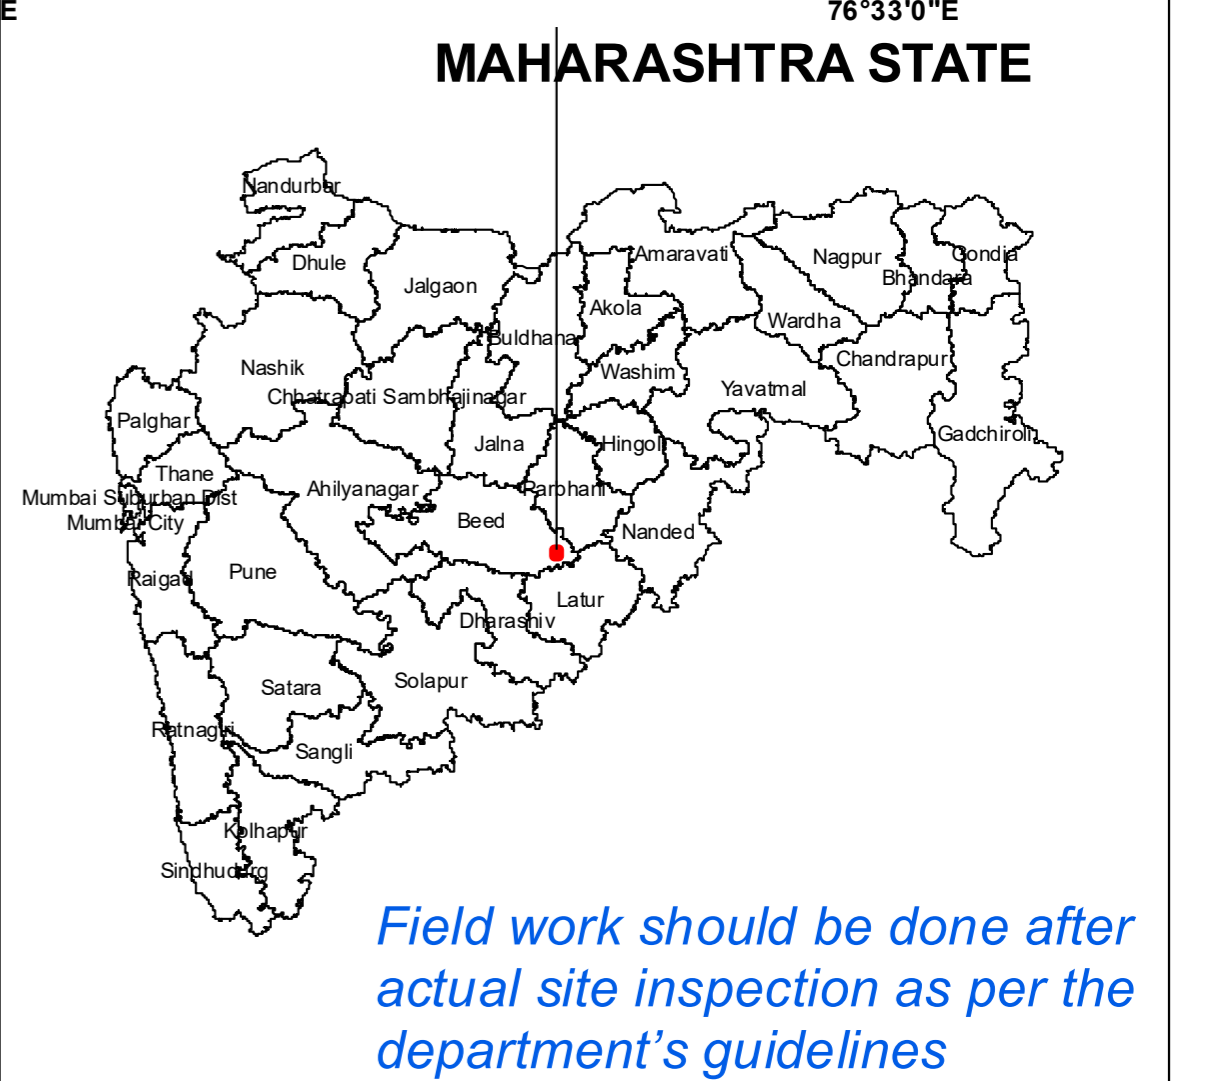 E
76°33'0"E
MAHARASHTRA STATE
Nandurbar
Dhule
Jalgaon
Amaravati
Nagpur
Gondia
Bhandara
Akola
Wardha
Buldhana
Chandrapur
Nashik
Washim
Yavatmal
Chhatrapati Sambhajinagar
Palghar
Jalna
Hingoli
Gadchiroli
Thane
Ahilyanagar
Parbhani
Mumbai Suburban Dist
Beed
Mumbai City
Nanded
Raigad
Pune
Latur
Dharashiv
Satara
Solapur
Ratnagiri
Sangli
Kolhapur
Sindhudurg
Field work should be done after
actual site inspection as per the
department’s guidelines